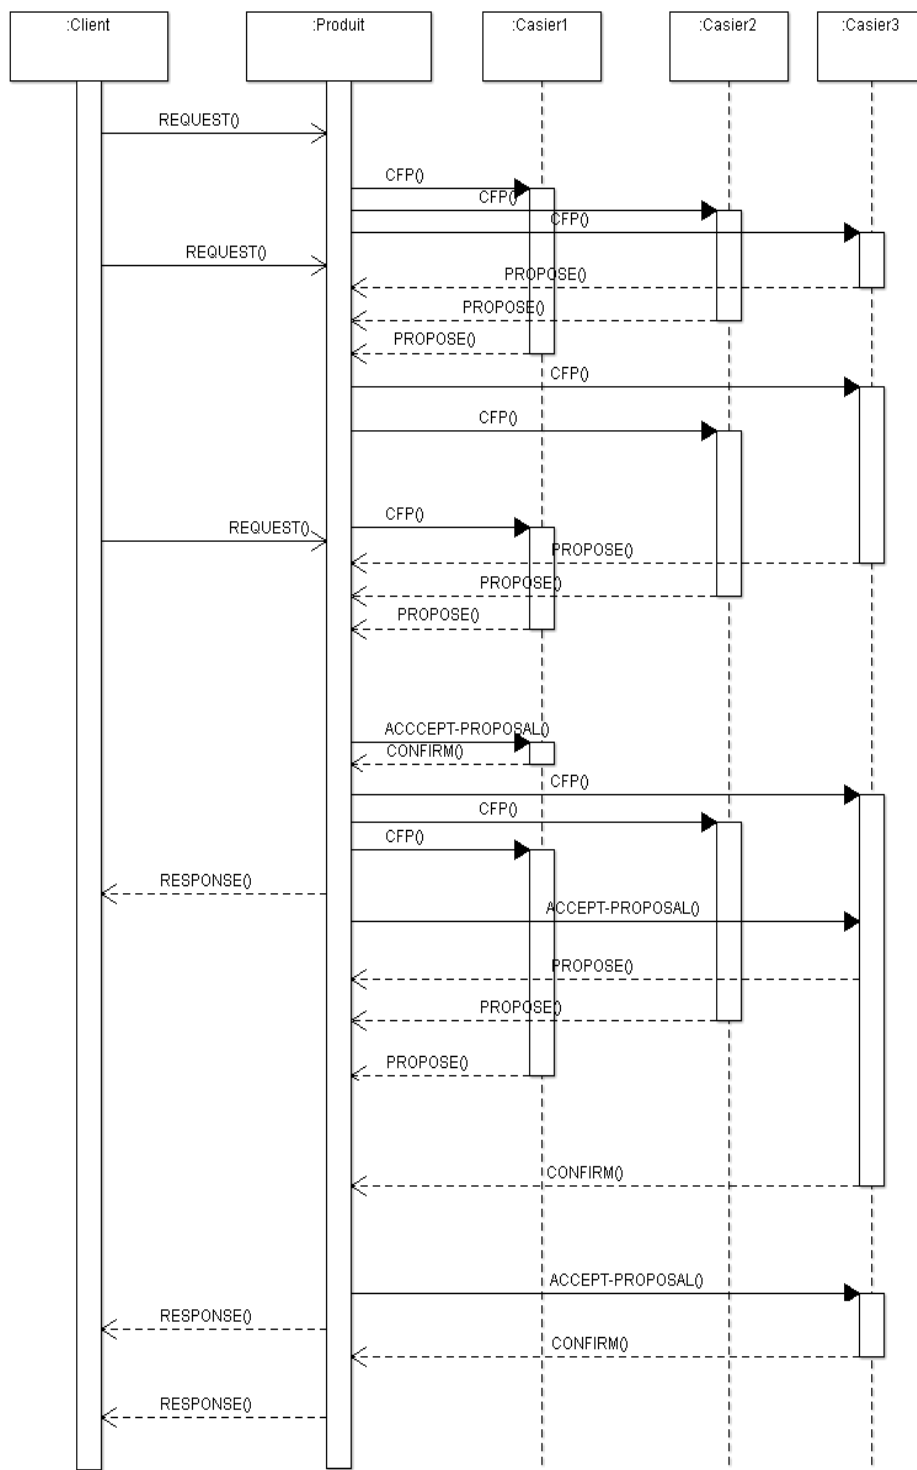 :Client
:Produit
:Casier1
:Casier2
:Casier3
REQUEST()
CFP()
CFP()
CFP()
REQUEST()
PROPOSE()
PROPOSE()
PROPOSE()
CFP()
CFP()
CFP()
REQUEST()
PROPOSE()
PROPOSE()
PROPOSE()
ACCCEPT-PROPOSAL()
CONFIRM()
CFP()
CFP()
CFP()
RESPONSE()
ACCEPT-PROPOSAL()
PROPOSE()
PROPOSE()
PROPOSE()
CONFIRM()
ACCEPT-PROPOSAL()
RESPONSE()
CONFIRM()
RESPONSE()